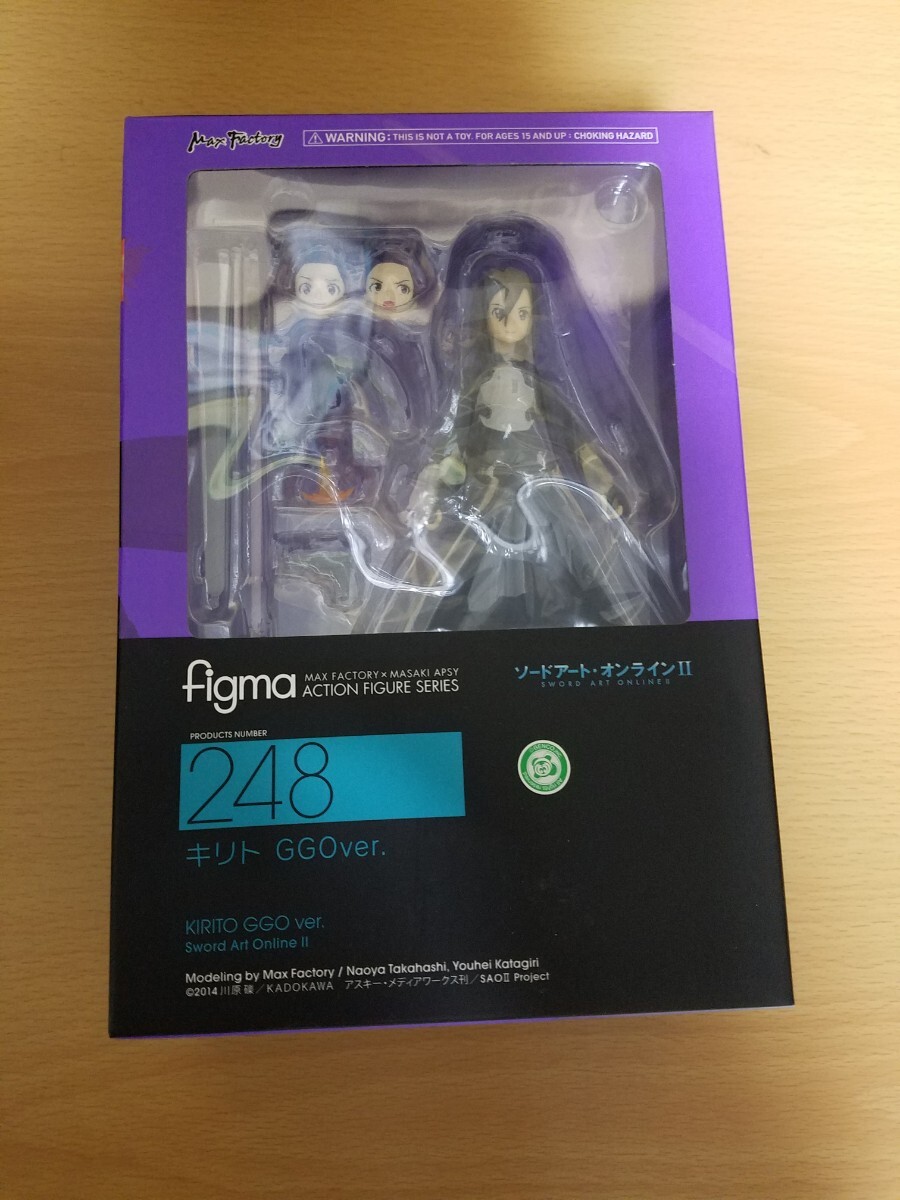 Max Factory
WARNING: THIS IS NOT A TOY. FOR AGES 15 AND UP : CHOKING HAZARD
figma
MAX FACTORY × MASAKI APSY
ACTION FIGURE SERIES
ソードアート・オンラインII
SWORD ART ONLINE II
PRODUCTS NUMBER
248
キリト GGOver.
KIRITO GGO ver.
Sword Art Online II
Modeling by Max Factory / Naoya Takahashi, Youhei Katagiri
©2014 川原 礫／KADOKAWA アスキー・メディアワークス刊／SAOII Project